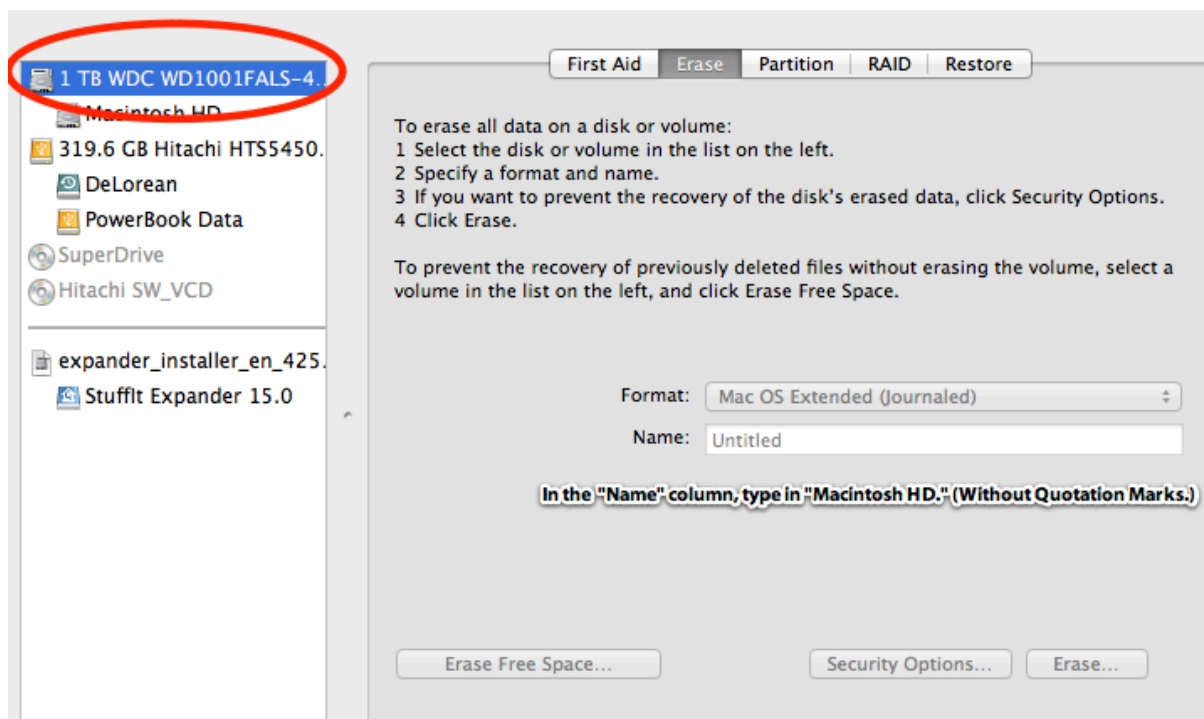 1 TB WDC WD1001FALS-4..
Macintosh HD
319.6 GB Hitachi HTS5450.
DeLorean
PowerBook Data
SuperDrive
Hitachi SW_VCD
expander_installer_en_425.
StuffIt Expander 15.0
First Aid Erase Partition RAID Restore
To erase all data on a disk or volume:
1 Select the disk or volume in the list on the left.
2 Specify a format and name.
3 If you want to prevent the recovery of the disk's erased data, click Security Options.
4 Click Erase.
To prevent the recovery of previously deleted files without erasing the volume, select a
volume in the list on the left, and click Erase Free Space.
Format: Mac OS Extended (Journaled)
Name: Untitled
In the "Name" column, type in "Macintosh HD." (Without Quotation Marks.)
Erase Free Space... Security Options... Erase...